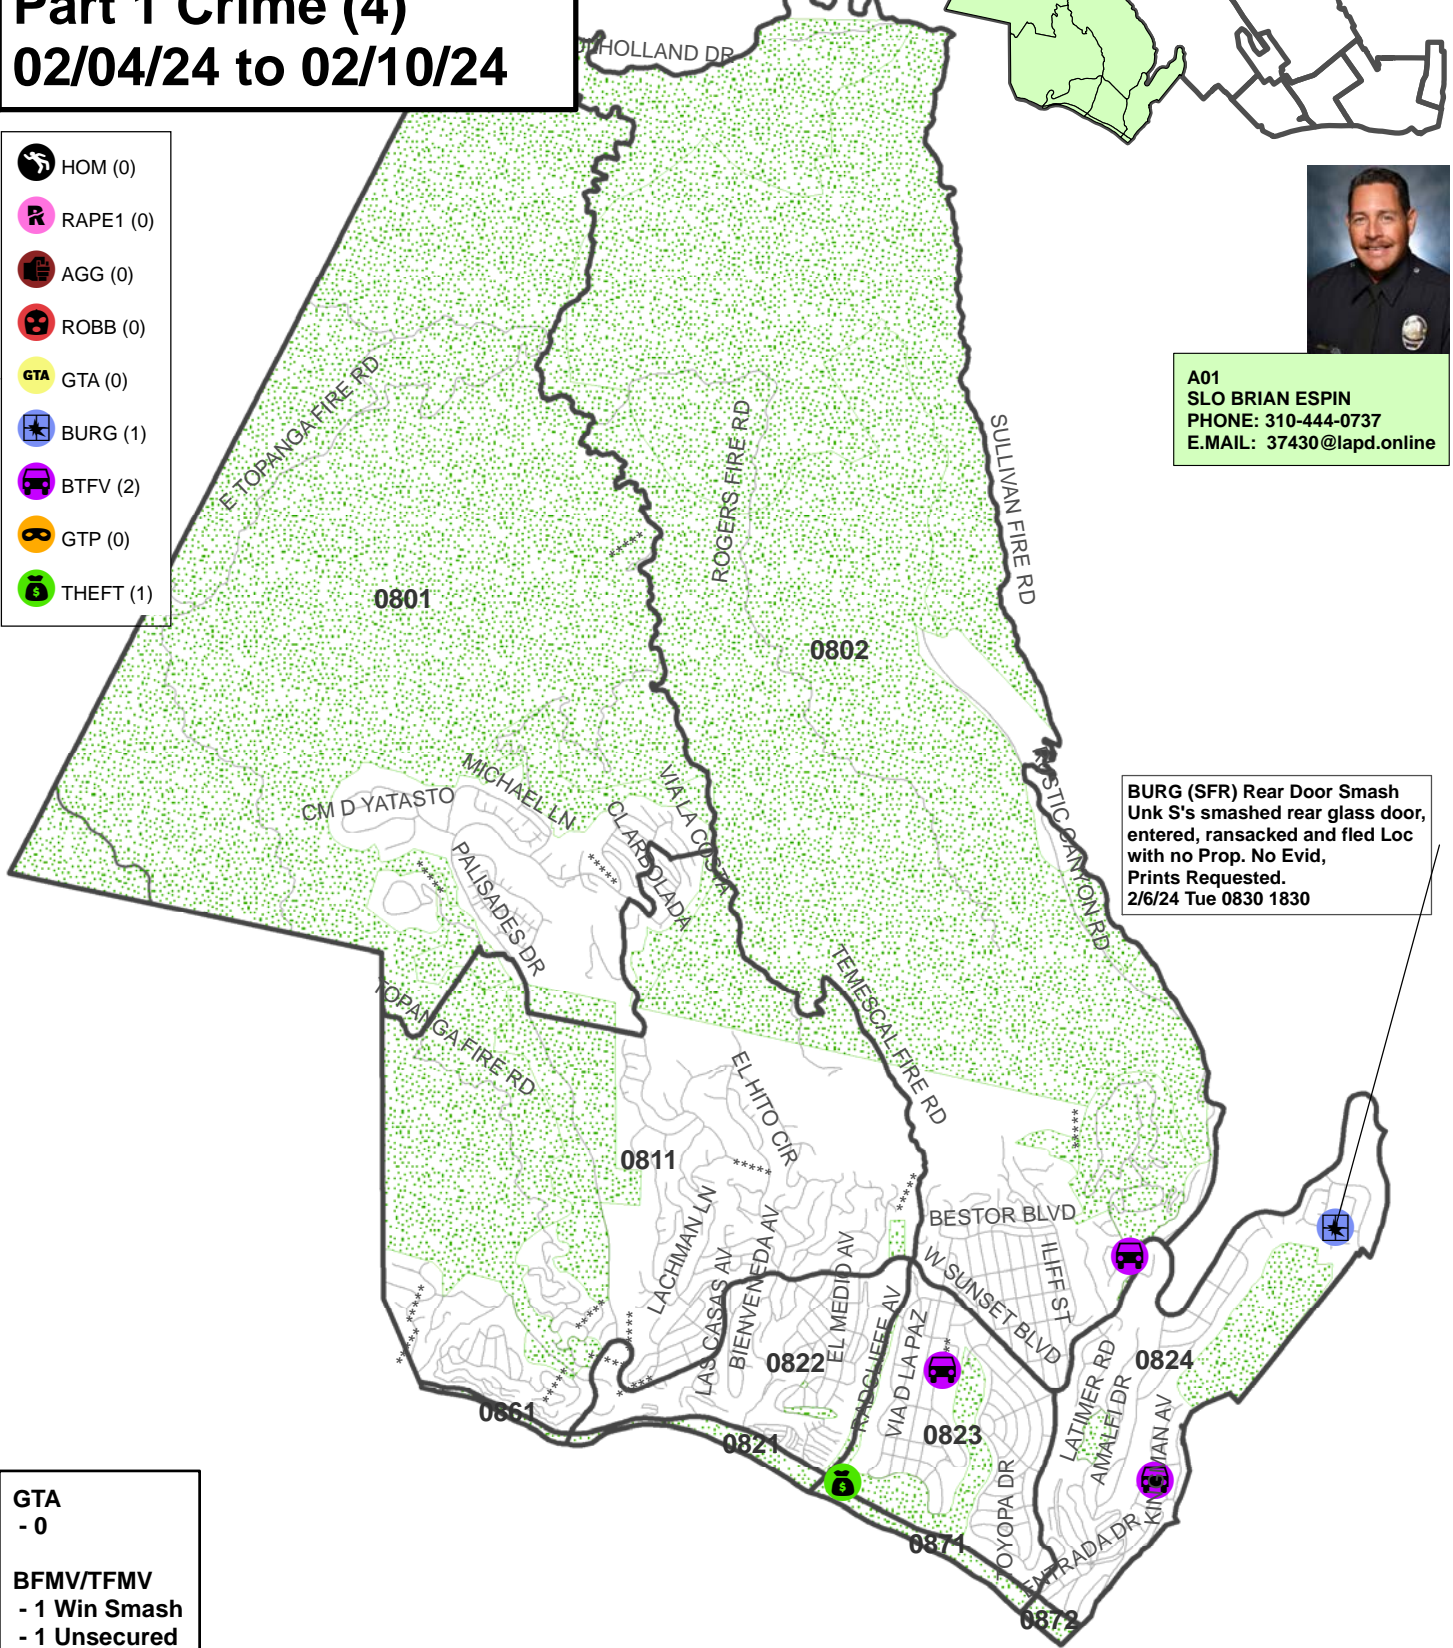 Part 1 Crime (4)
02/04/24 to 02/10/24
HOM (0)
RAPE1 (0)
AGG (0)
ROBB (0)
GTA GTA (0)
BURG (1)
BTFV (2)
GTP (0)
THEFT (1)
A01
SLO BRIAN ESPIN
PHONE: 310-444-0737
E.MAIL: 37430@lapd.online
HOLLAND DR
E TOPANGA FIRE RD
ROGERS FIRE RD
SULLIVAN FIRE RD
0801
0802
CM D YATASTO
MICHAEL LN
VIA LA COSTA
CLARBOLADA
PALISADES DR
STIC CANYON RD
BURG (SFR) Rear Door Smash
Unk S's smashed rear glass door,
entered, ransacked and fled Loc
with no Prop. No Evid,
Prints Requested.
2/6/24 Tue 0830 1830
TOPANGA FIRE RD
TEMESCAL FIRE RD
EL HITO CIR
0811
LACHMAN LN
LAS CASAS AV
BIENVENEDA AV
EL MEDIO AV
BESTOR BLVD
ILIFF ST
W SUNSET BLVD
RADCLIFFE AV
VIA D LA PAZ
0822
0824
LATIMER RD
AMALFI DR
MAN AV
0861
0821
0823
TOYOPA DR
ENTRADA DR
0871
0872
GTA
- 0
BFMV/TFMV
- 1 Win Smash
- 1 Unsecured